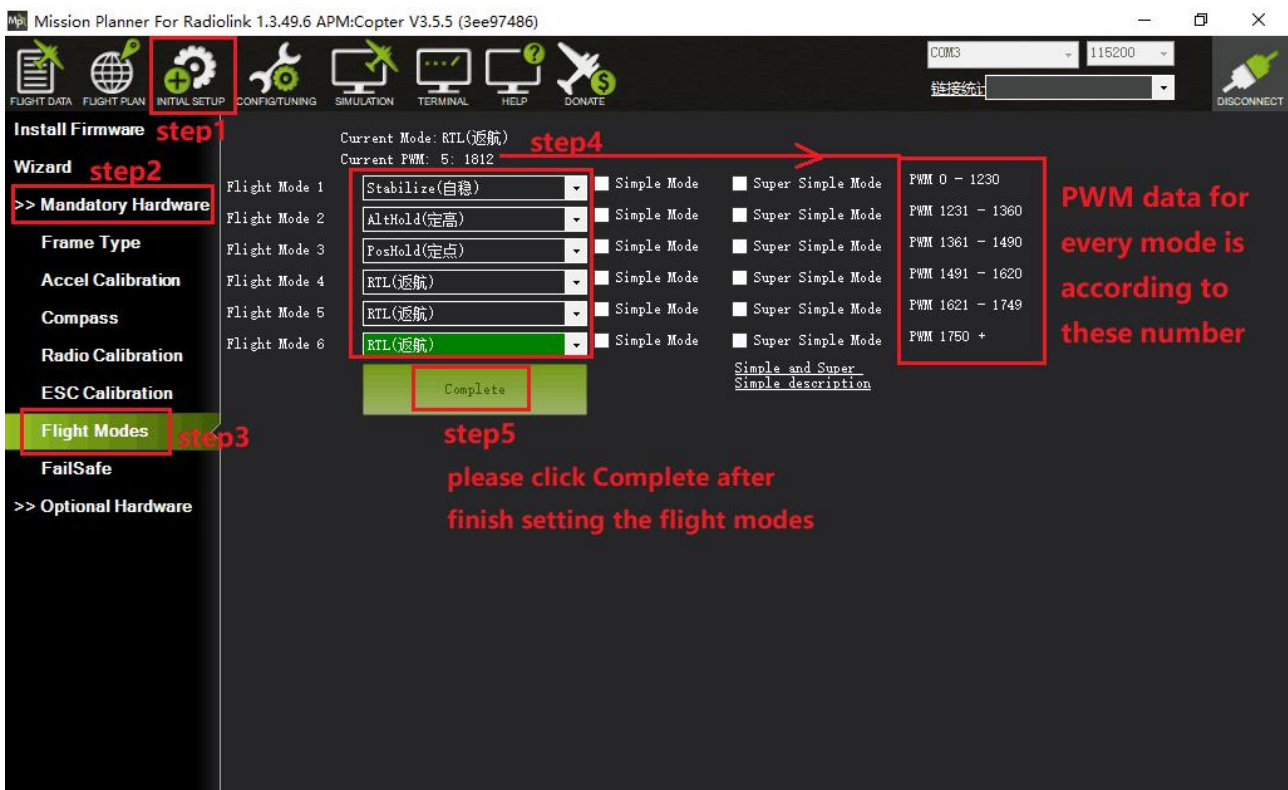 Mission Planner For Radiolink 1.3.49.6 APM:Copter V3.5.5 (3ee97486)
FLIGHT DATA FLIGHT PLAN INITIAL SETUP CONFIG/TUNING SIMULATION TERMINAL HELP DONATE
COM3 115200
链接统计
DISCONNECT
step1
Install Firmware
Wizard
step2
>> Mandatory Hardware
Frame Type
Accel Calibration
Compass
Radio Calibration
ESC Calibration
Flight Modes
step3
FailSafe
>> Optional Hardware
Current Mode: RTL(返航)
step4
Current PWM: 5: 1812
Flight Mode 1 Stabilize(自稳) Simple Mode Super Simple Mode PWM 0 - 1230
Flight Mode 2 AltHold(定高) Simple Mode Super Simple Mode PWM 1231 - 1360
Flight Mode 3 PosHold(定点) Simple Mode Super Simple Mode PWM 1361 - 1490
Flight Mode 4 RTL(返航) Simple Mode Super Simple Mode PWM 1491 - 1620
Flight Mode 5 RTL(返航) Simple Mode Super Simple Mode PWM 1621 - 1749
Flight Mode 6 RTL(返航) Simple Mode Super Simple Mode PWM 1750 +
PWM data for
every mode is
according to
these number
Simple and Super
Simple description
Complete
step5
please click Complete after
finish setting the flight modes